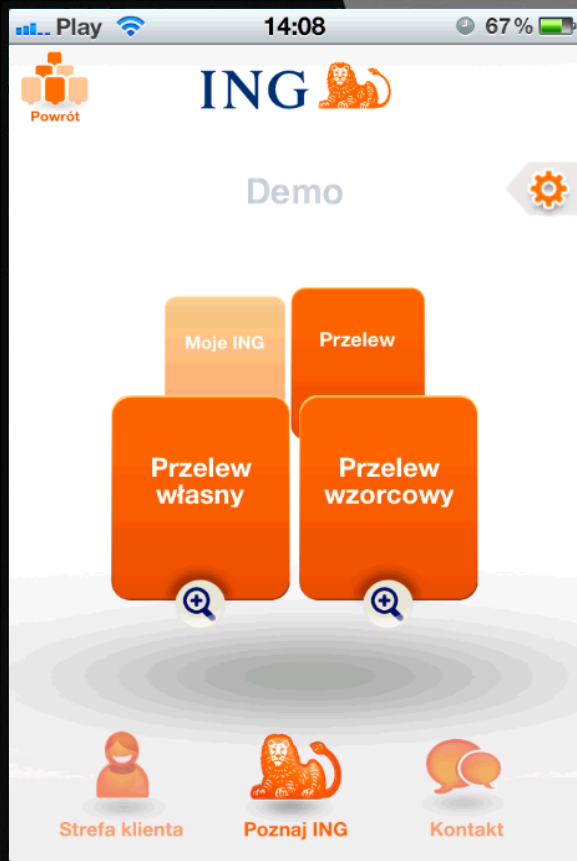 Play 14:08 67%
Powrót
ING
Demo
Moje ING
Przelew
Przelew
własny
Przelew
wzorcowy
Strefa klienta
Poznaj ING
Kontakt